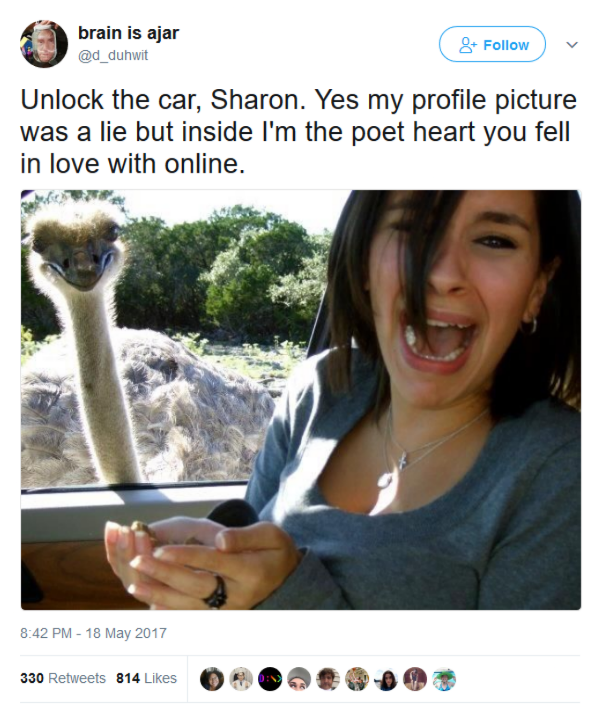 brain is ajar
@d_duhwit
Follow
Unlock the car, Sharon. Yes my profile picture
was a lie but inside I'm the poet heart you fell
in love with online.
8:42 PM - 18 May 2017
330 Retweets 814 Likes